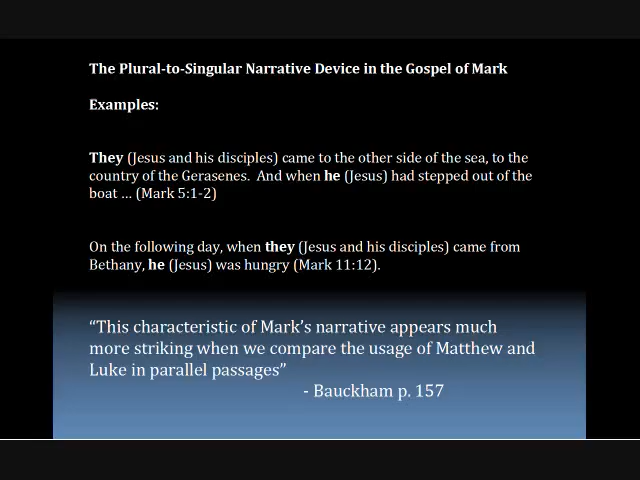 The Plural-to-Singular Narrative Device in the Gospel of Mark
Examples:
They (Jesus and his disciples) came to the other side of the sea, to the
country of the Gerasenes.  And when he (Jesus) had stepped out of the
boat … (Mark 5:1-2)
On the following day, when they (Jesus and his disciples) came from
Bethany, he (Jesus) was hungry (Mark 11:12).
“This characteristic of Mark’s narrative appears much
more striking when we compare the usage of Matthew and
Luke in parallel passages”
- Bauckham p. 157